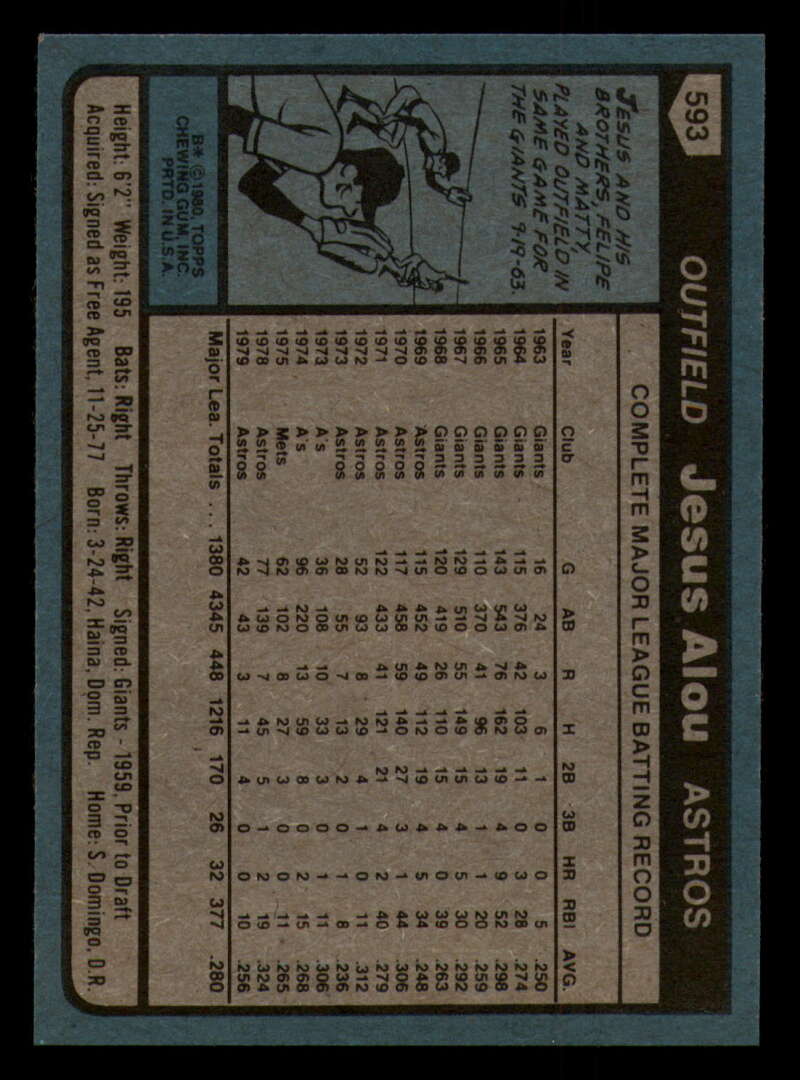 593
OUTFIELD Jesus Alou ASTROS
JESUS AND HIS
BROTHERS, FELIPE
AND MATTY,
PLAYED OUTFIELD IN
SAME GAME FOR
THE GIANTS 9-19-63.
B* © 1980, TOPPS
CHEWING GUM, INC.
PRTD. IN U.S.A.
COMPLETE MAJOR LEAGUE BATTING RECORD
Year Club G AB R H 2B 3B HR RBI AVG.
1963 Giants 16 24 3 6 1 0 0 5 .250
1964 Giants 115 376 42 103 11 0 3 28 .274
1965 Giants 143 543 76 162 19 4 9 52 .298
1966 Giants 110 370 41 96 13 1 1 20 .259
1967 Giants 129 510 55 149 15 4 5 30 .292
1968 Giants 120 419 26 110 15 4 0 39 .263
1969 Astros 115 452 49 112 19 4 5 34 .248
1970 Astros 117 458 59 140 27 3 1 44 .306
1971 Astros 122 433 41 121 21 4 2 40 .279
1972 Astros 52 93 8 29 4 1 0 11 .312
1973 Astros 28 55 7 13 2 0 1 8 .236
1973 A's 36 108 10 33 3 0 1 11 .306
1974 A's 96 220 13 59 8 0 2 15 .268
1975 Mets 62 102 8 27 3 0 0 11 .265
1978 Astros 77 139 7 45 5 1 2 19 .324
1979 Astros 42 43 3 11 4 0 0 10 .256
Major Lea. Totals ... 1380 4345 448 1216 170 26 32 377 .280
Height: 6'2" Weight: 195 Bats: Right Throws: Right Signed: Giants - 1959, Prior to Draft
Acquired: Signed as Free Agent, 11-25-77 Born: 3-24-42, Haina, Dom. Rep. Home: S. Domingo, D.R.